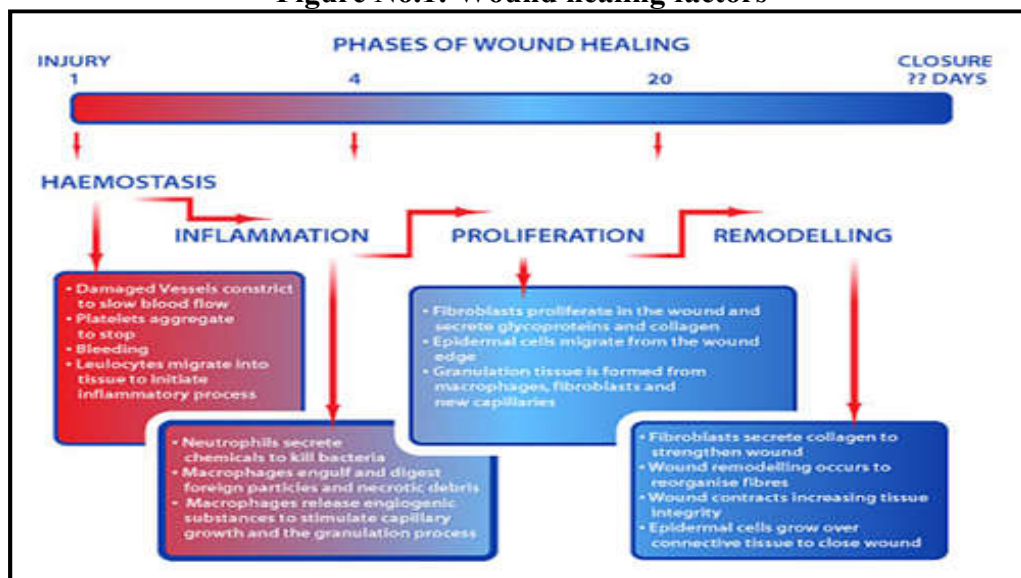 Figure No.1: Wound healing factors
PHASES OF WOUND HEALING
INJURY
1
4
20
CLOSURE
?? DAYS
HAEMOSTASIS
INFLAMMATION
PROLIFERATION
REMODELLING
• Damaged Vessels constrict
to slow blood flow
• Platelets aggregate
to stop
• Bleeding
• Leulocytes migrate into
tissue to initiate
inflammatory process
• Neutrophils secrete
chemicals to kill bacteria
• Macrophages engulf and digest
foreign particles and necrotic debris
• Macrophages release engiogenic
substances to stimulate capillary
growth and the granulation process
• Fibroblasts proliferate in the wound and
secrete glycoproteins and collagen
• Epidermal cells migrate from the wound
edge
• Granulation tissue is formed from
macrophages, fibroblasts and
new capillaries
• Fibroblasts secrete collagen to
strengthen wound
• Wound remodelling occurs to
reorganise fibres
• Wound contracts increasing tissue
integrity
• Epidermal cells grow over
connective tissue to close wound